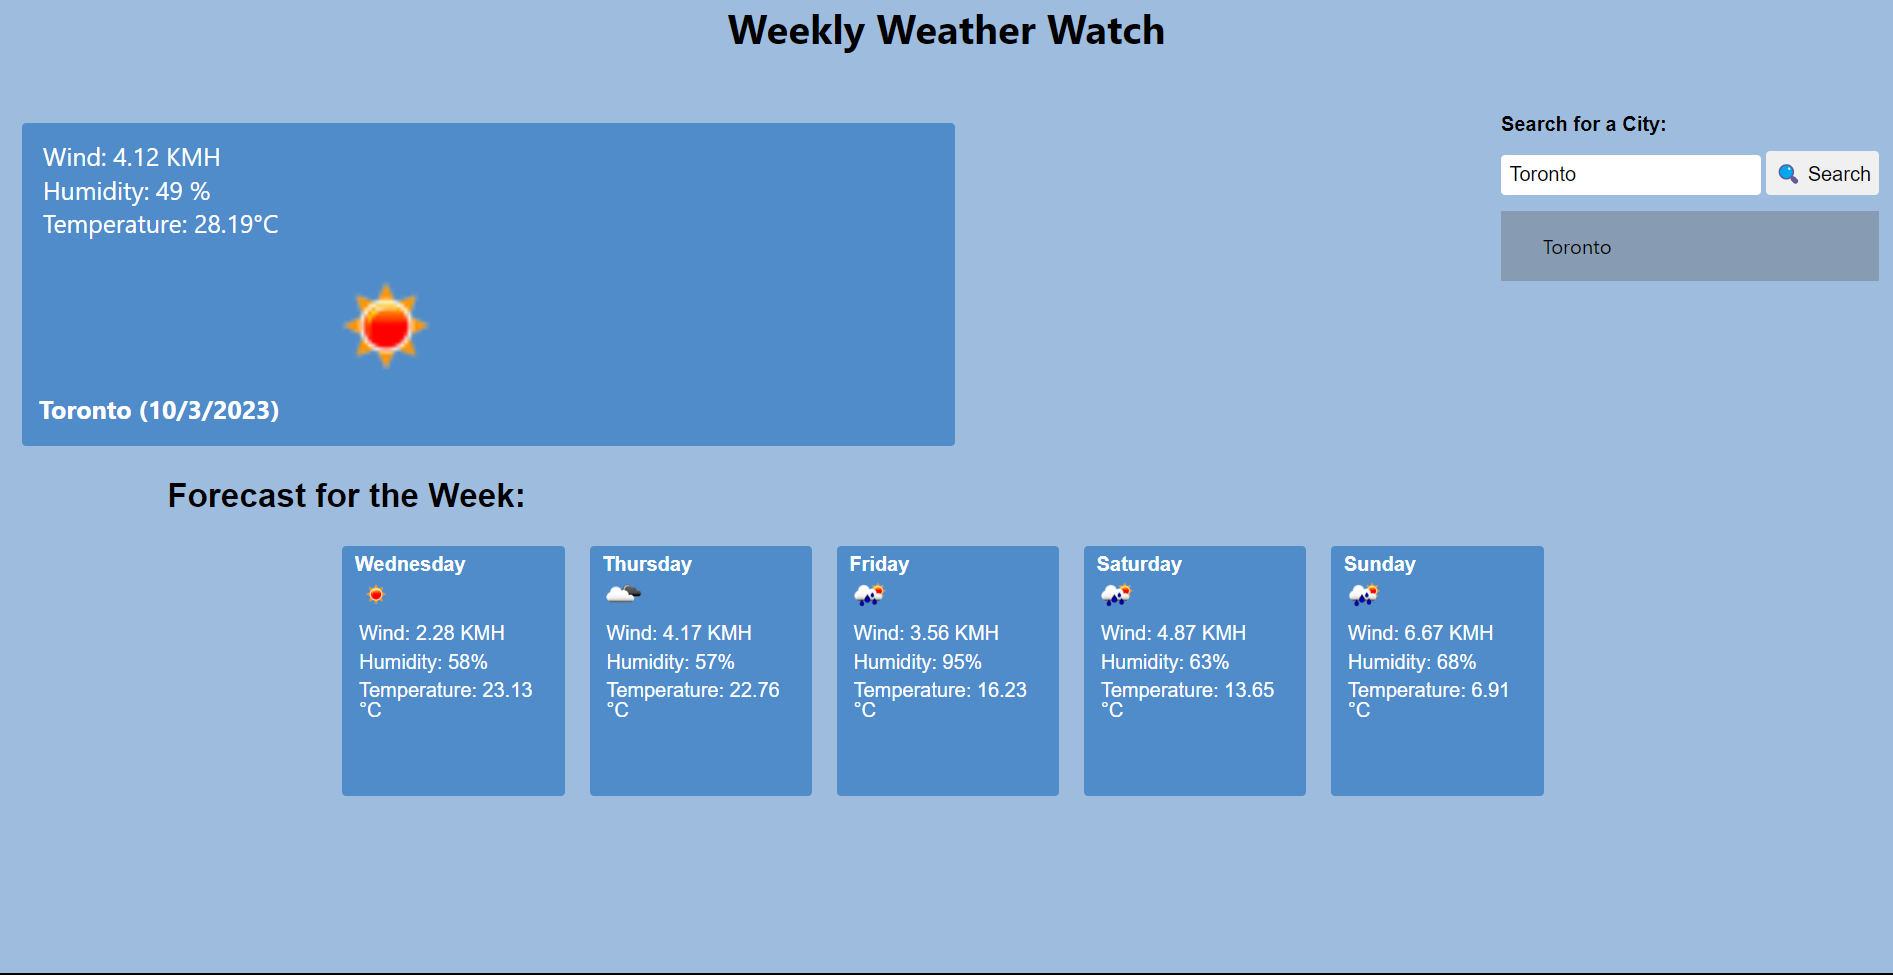 Weekly Weather Watch
Wind: 4.12 KMH
Humidity: 49 %
Temperature: 28.19°C
Toronto (10/3/2023)
Search for a City:
Toronto
Search
Toronto
Forecast for the Week:
Wednesday
Wind: 2.28 KMH
Humidity: 58%
Temperature: 23.13
°C
Thursday
Wind: 4.17 KMH
Humidity: 57%
Temperature: 22.76
°C
Friday
Wind: 3.56 KMH
Humidity: 95%
Temperature: 16.23
°C
Saturday
Wind: 4.87 KMH
Humidity: 63%
Temperature: 13.65
°C
Sunday
Wind: 6.67 KMH
Humidity: 68%
Temperature: 6.91
°C